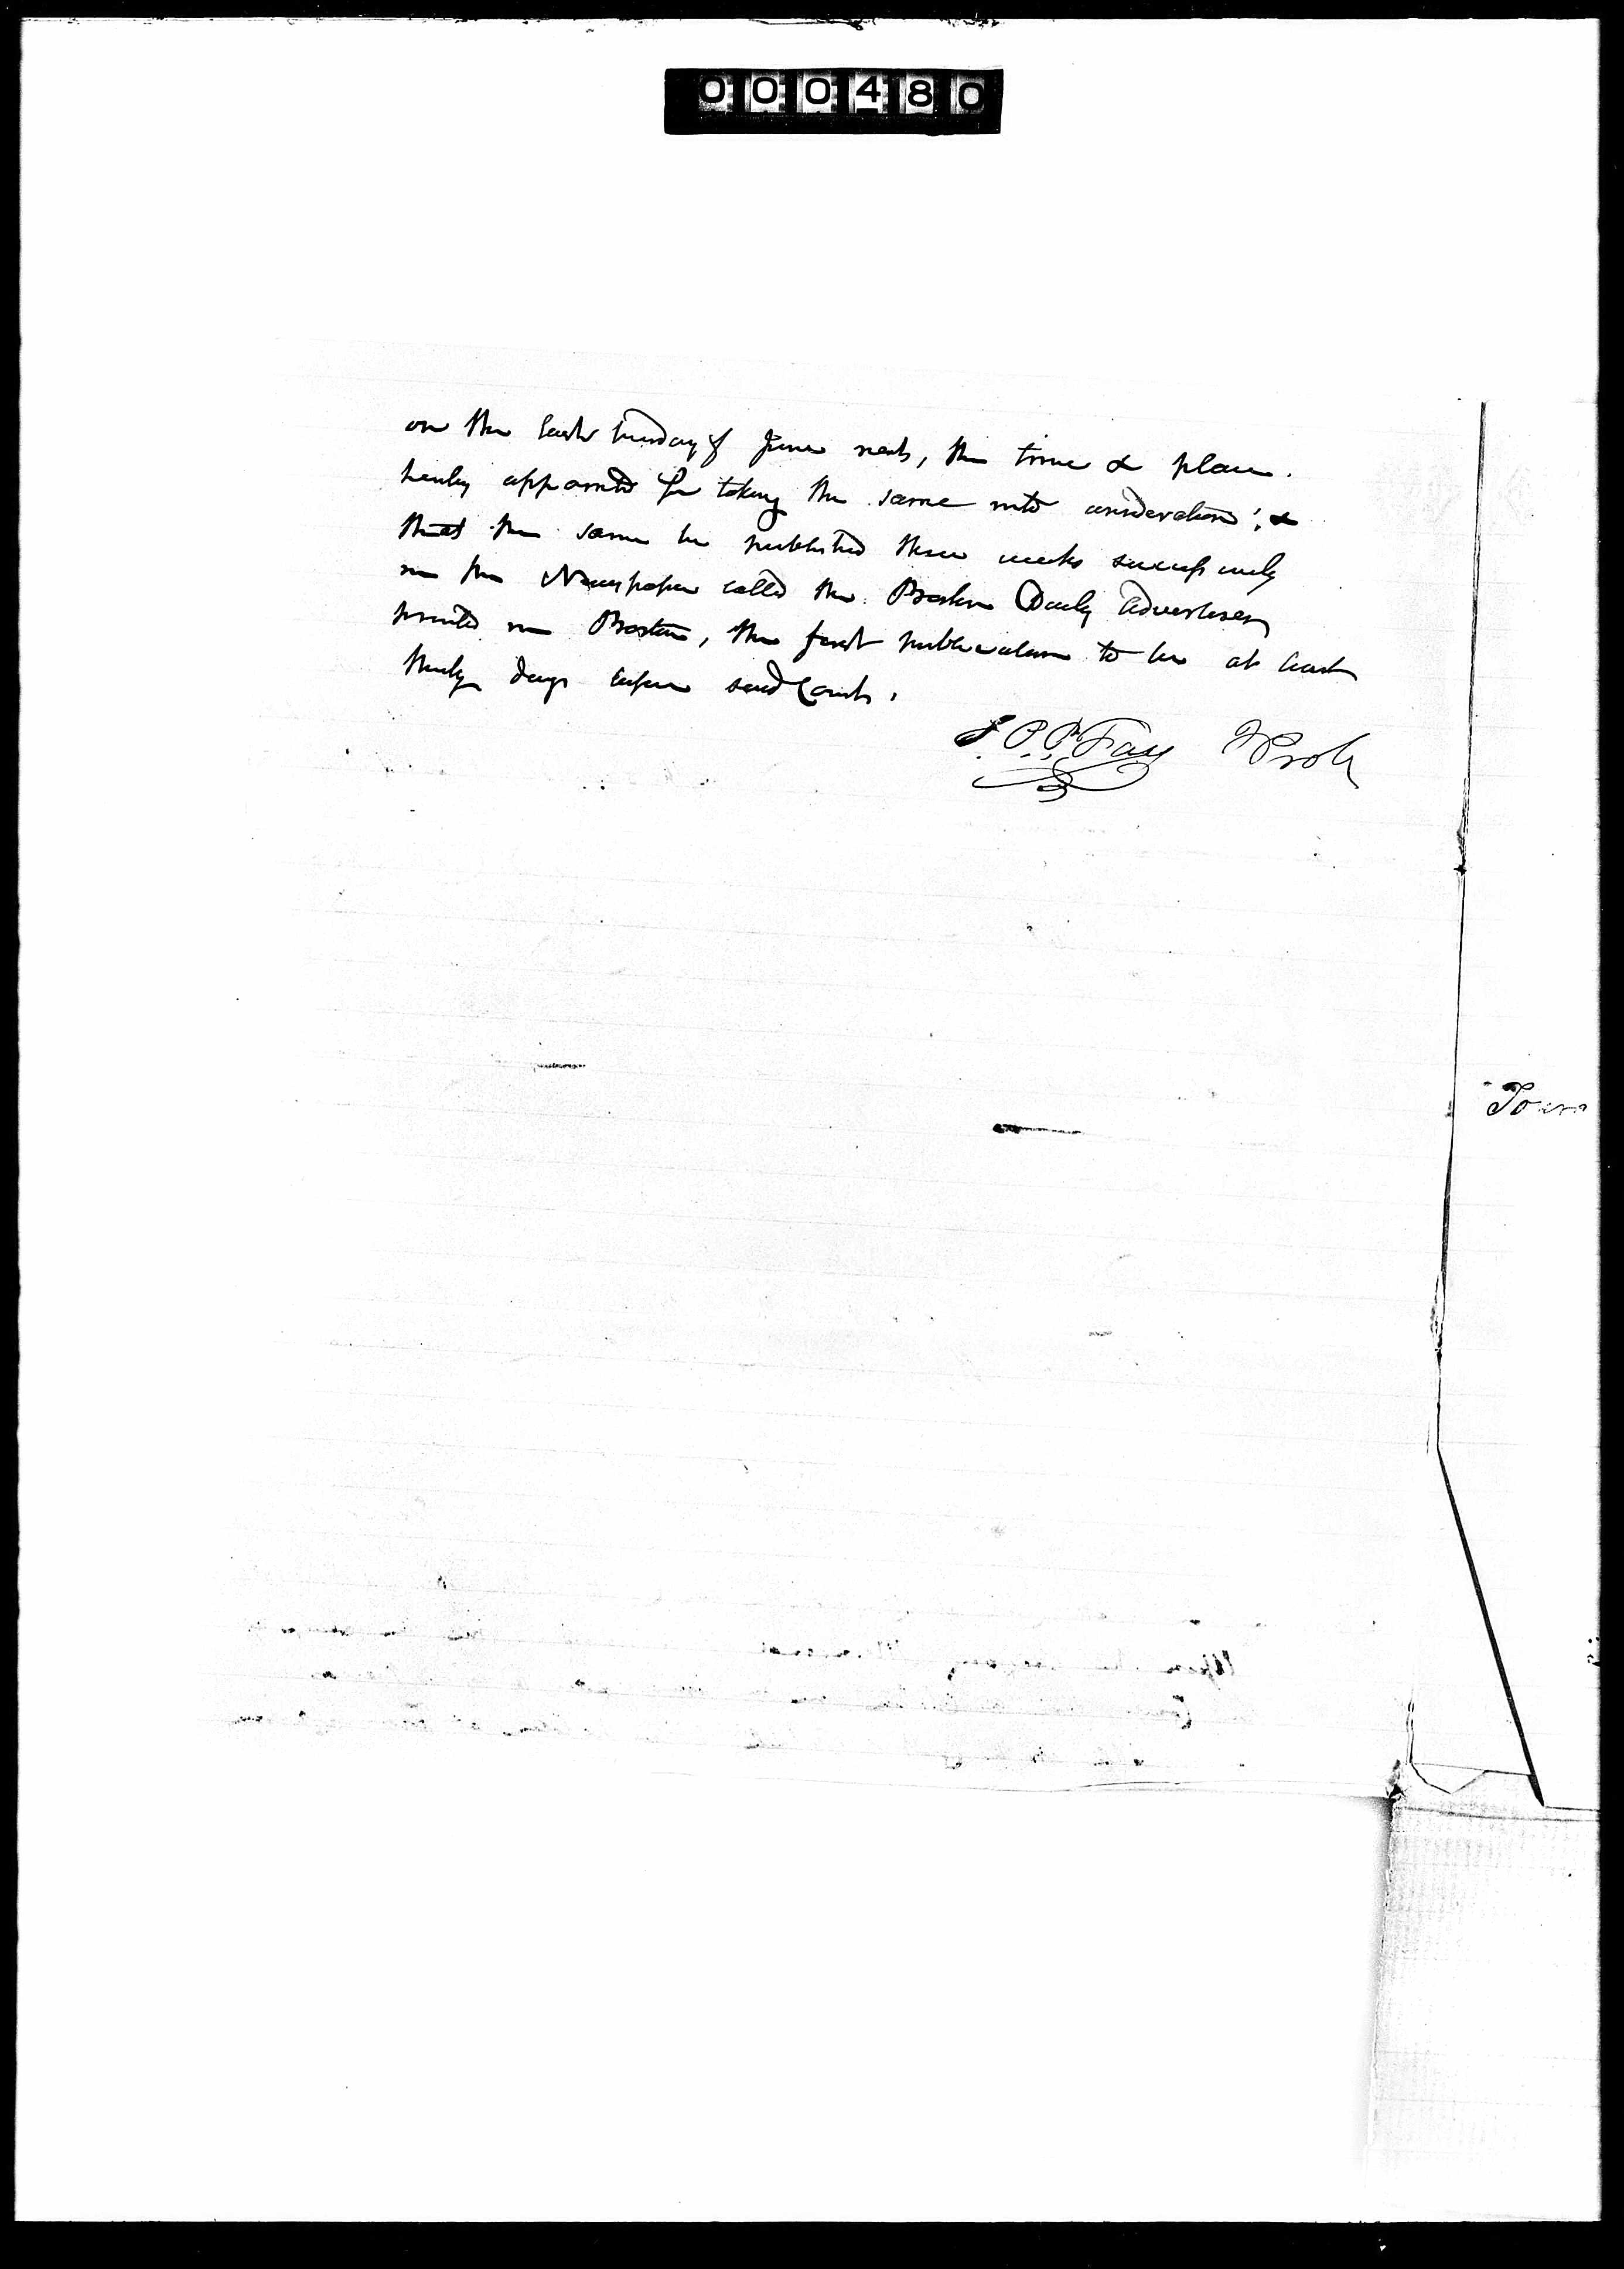 000480
on the last tuesday of June next, the time & place
hereby appointed for taking the same into consideration; &
that the same be published three weeks successively
in the Newspaper called the Boston Daily Advertiser
printed in Boston, the first publication to be at least
thirty days before said Court.
S. P. P. Fay J Prob
Town